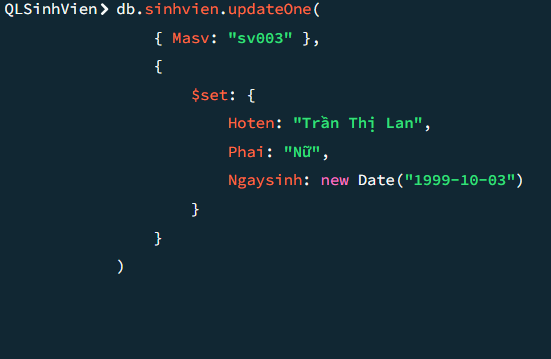 QLSinhVien> db.sinhvien.updateOne(
{ Masv: "sv003" },
{
$set: {
Hoten: "Trần Thị Lan",
Phai: "Nữ",
Ngaysinh: new Date("1999-10-03")
}
}
)